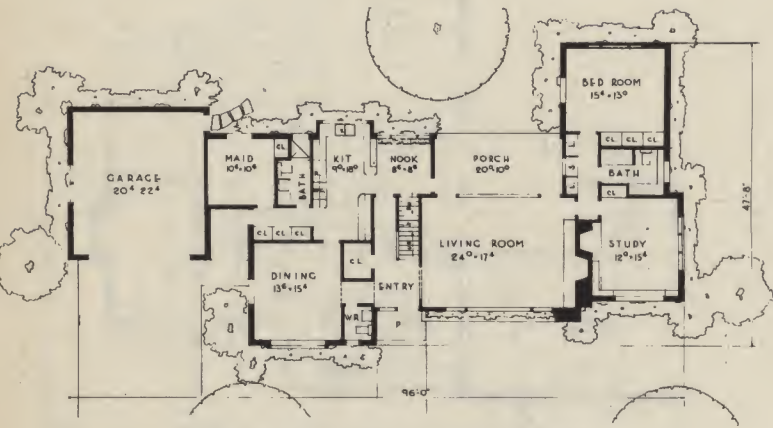 BED ROOM
15⁴ × 13⁰
CL
CL
CL
47'-8"
MAID
10⁶ × 10⁶
CL
BATH
KIT
9⁰ × 18⁰
NOOK
8⁶ × 8⁶
PORCH
20⁰ × 10⁰
L
S
L
BATH
CL
GARAGE
20⁴ 22⁴
CL
CL
CL
LIVING ROOM
24⁰ × 17⁴
STUDY
12⁰ × 15⁴
DINING
13⁶ × 15⁴
CL
ENTRY
WR
P
96'-0"